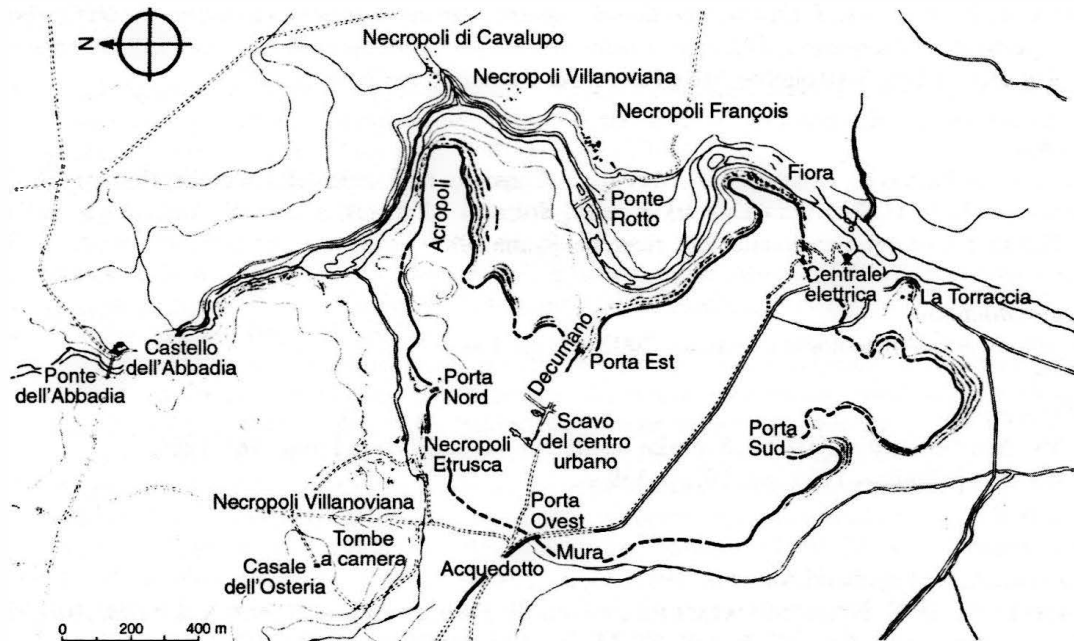 Necropoli di Cavalupo
N
Necropoli Villanoviana
Necropoli François
Fiora
Acropoli
Ponte
Rotto
Centrale
elettrica
La Torraccia
Castello
dell'Abbadia
Ponte
dell'Abbadia
Decumano
Porta Est
Porta
Nord
Scavo
del centro
urbano
Porta
Sud
Necropoli
Etrusca
Necropoli Villanoviana
Porta
Ovest
Tombe
a camera
Mura
Casale
dell'Osteria
Acquedotto
0 200 400 m